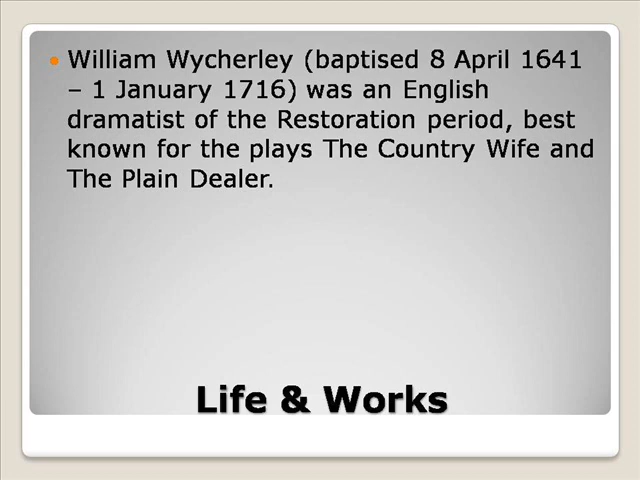 William Wycherley (baptised 8 April 1641
– 1 January 1716) was an English
dramatist of the Restoration period, best
known for the plays The Country Wife and
The Plain Dealer.
Life & Works